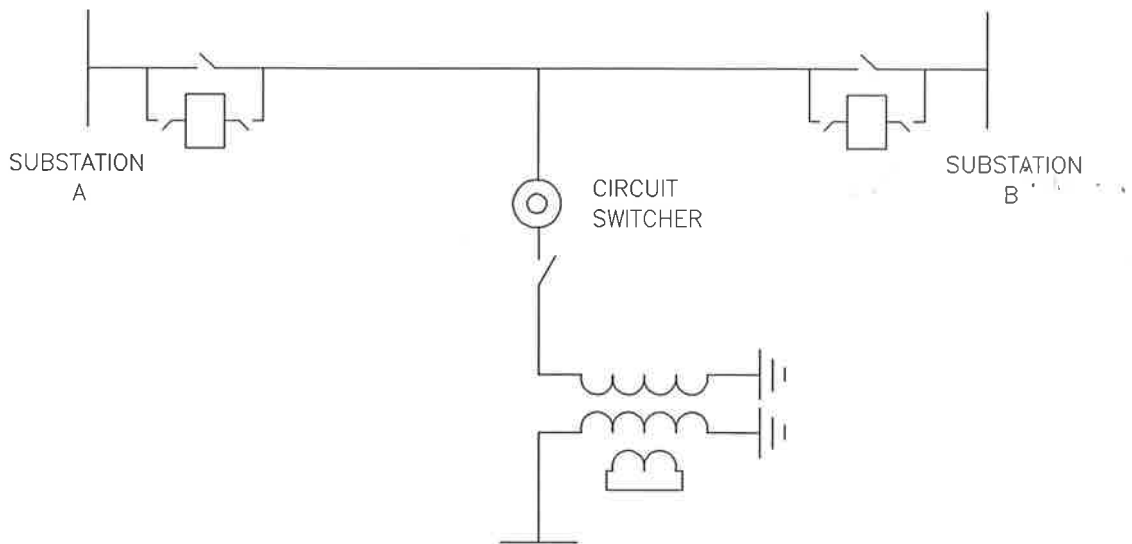 SUBSTATION
A
CIRCUIT
SWITCHER
SUBSTATION
B